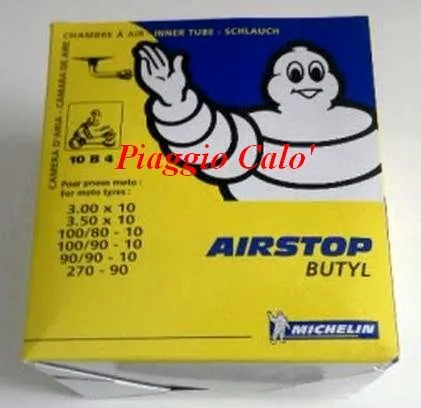 CHAMBRE À AIR - INNER TUBE - SCHLAUCH
CAMERA D'ARIA - CÁMARA DE AIRE
10 B 4
Piaggio Calo'
Pour pneus moto :
For moto tyres :
3.00 x 10
3.50 x 10
100/80 - 10
100/90 - 10
90/90 - 10
270 - 90
AIRSTOP
BUTYL
MICHELIN